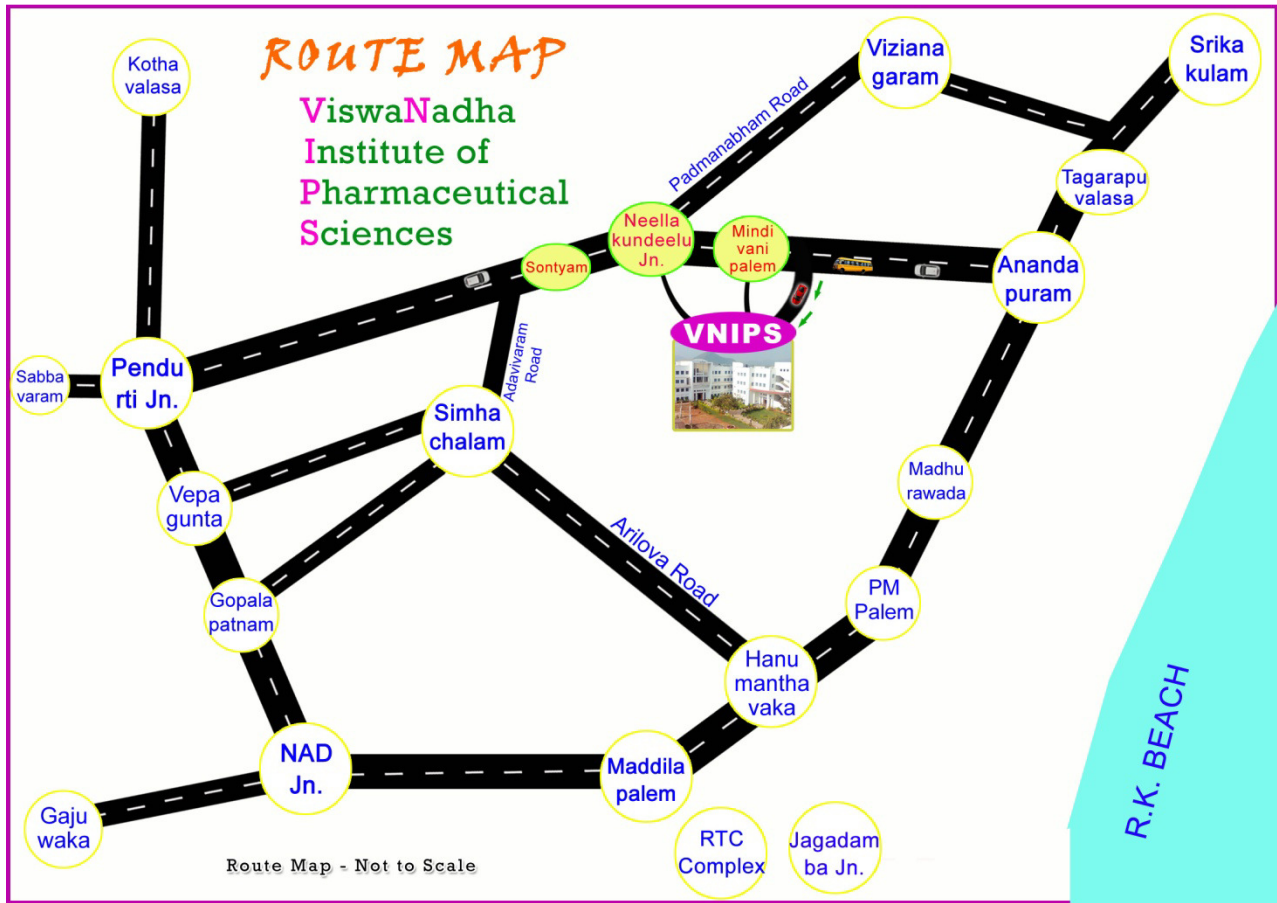 ROUTE MAP
ViswaNadha
Institute of
Pharmaceutical
Sciences
Kotha
valasa
Viziana
garam
Srika
kulam
Padmanabham Road
Tagarapu
valasa
Neella
kundeelu
Jn.
Mindi
vani
palem
Sontyam
Ananda
puram
VNIPS
Sabba
varam
Pendu
rti Jn.
Adavivaram
Road
Simha
chalam
Vepa
gunta
Madhu
rawada
Arilova Road
Gopala
patnam
PM
Palem
Hanu
mantha
vaka
NAD
Jn.
Maddila
palem
Gaju
waka
RTC
Complex
Jagadam
ba Jn.
R.K. BEACH
Route Map - Not to Scale